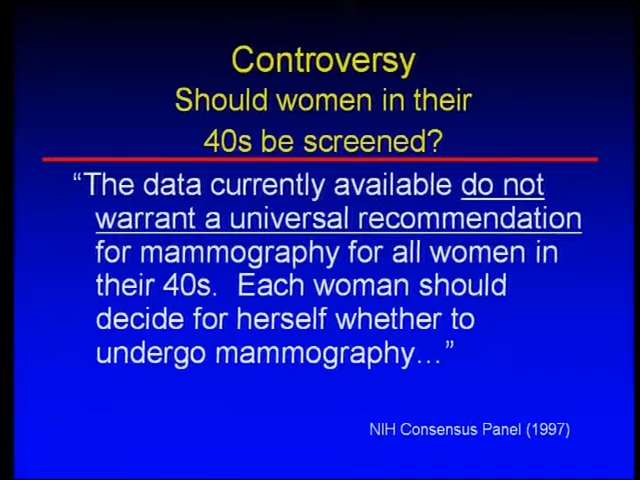 Controversy
Should women in their
40s be screened?
“The data currently available do not
warrant a universal recommendation
for mammography for all women in
their 40s.  Each woman should
decide for herself whether to
undergo mammography…”
NIH Consensus Panel (1997)